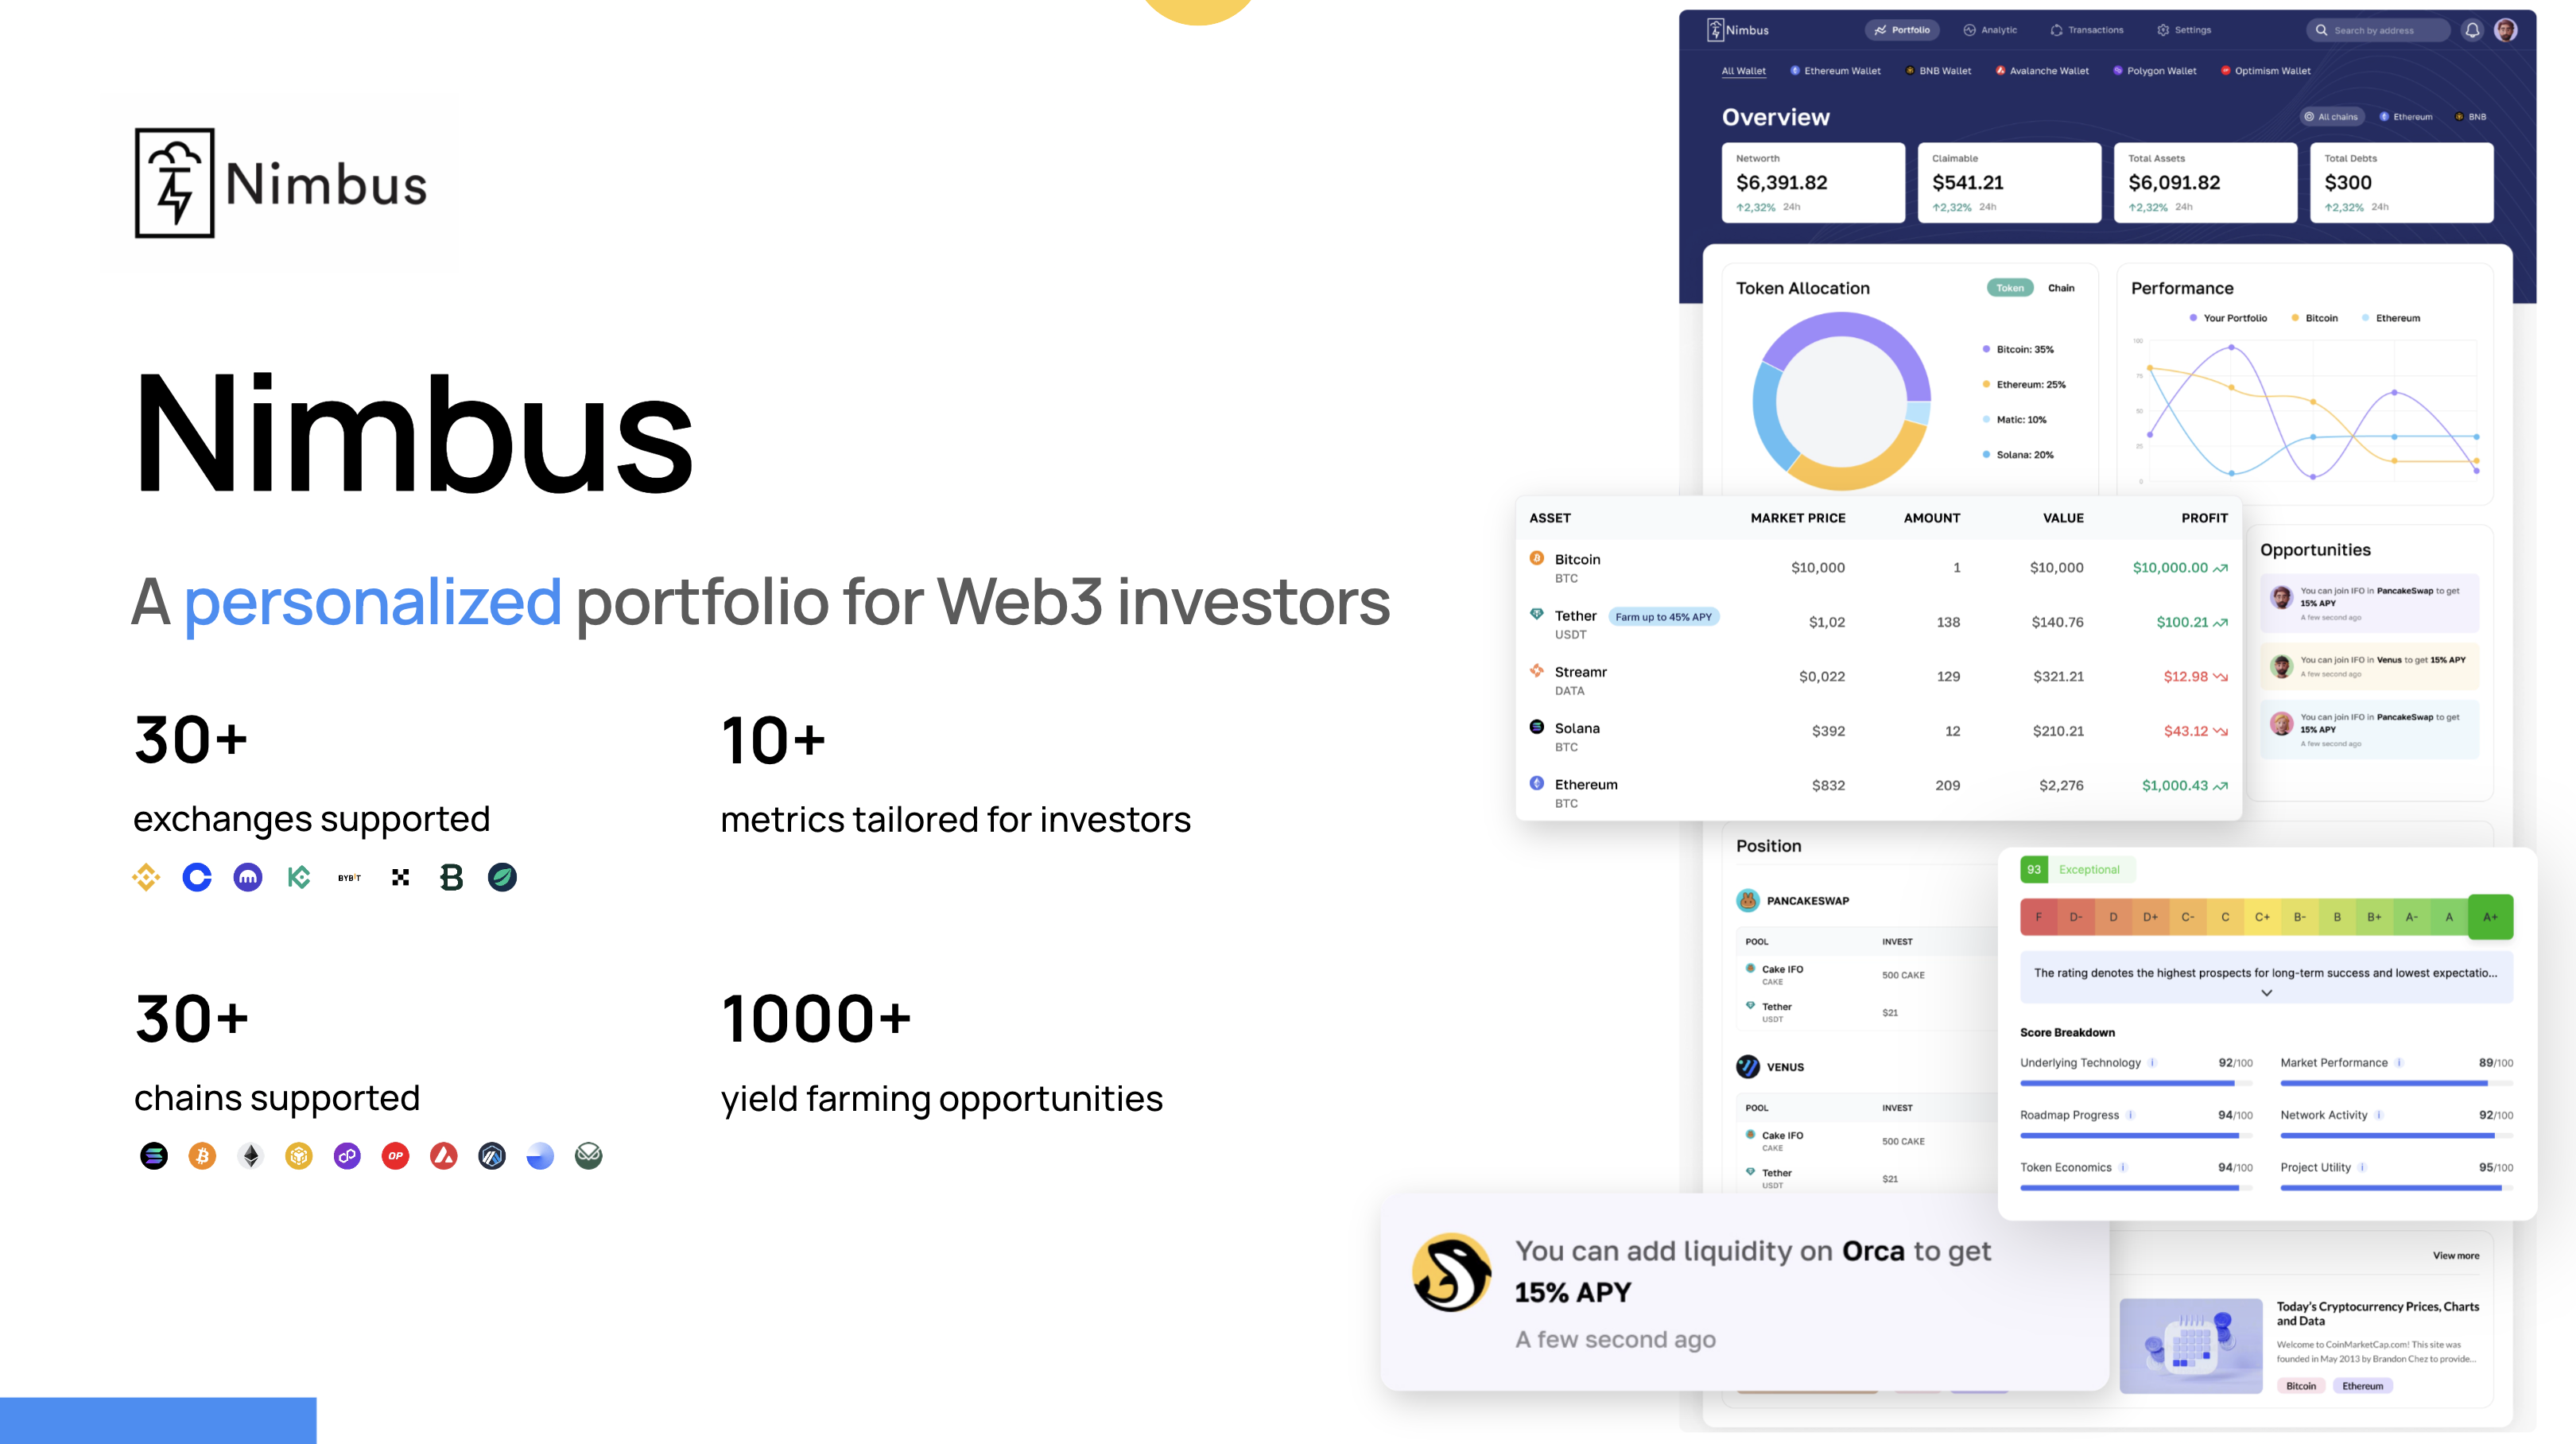 Nimbus
Nimbus
A personalized portfolio for Web3 investors
30+
exchanges supported
BYBIT
10+
metrics tailored for investors
30+
chains supported
OP
1000+
yield farming opportunities
Nimbus
Portfolio
Analytic
Transactions
Settings
Search by address
All Wallet
Ethereum Wallet
BNB Wallet
Avalanche Wallet
Polygon Wallet
Optimism Wallet
Overview
All chains
Ethereum
BNB
Networth
$6,391.82
↑2,32% 24h
Claimable
$541.21
↑2,32% 24h
Total Assets
$6,091.82
↑2,32% 24h
Total Debts
$300
↑2,32% 24h
Token Allocation
Token
Chain
Bitcoin: 35%
Ethereum: 25%
Matic: 10%
Solana: 20%
Performance
Your Portfolio
Bitcoin
Ethereum
100
75
50
25
0
ASSET MARKET PRICE AMOUNT VALUE PROFIT
Bitcoin $10,000 1 $10,000 $10,000.00
BTC
Tether Farm up to 45% APY $1,02 138 $140.76 $100.21
USDT
Streamr $0,022 129 $321.21 $12.98
DATA
Solana $392 12 $210.21 $43.12
BTC
Ethereum $832 209 $2,276 $1,000.43
BTC
Opportunities
You can join IFO in PancakeSwap to get
15% APY
A few second ago
You can join IFO in Venus to get 15% APY
A few second ago
You can join IFO in PancakeSwap to get
15% APY
A few second ago
Position
PANCAKESWAP
POOL INVEST
Cake IFO 500 CAKE
CAKE
Tether $21
USDT
VENUS
POOL INVEST
Cake IFO 500 CAKE
CAKE
Tether $21
USDT
93 Exceptional
F D- D D+ C- C C+ B- B B+ A- A A+
The rating denotes the highest prospects for long-term success and lowest expectatio...
Score Breakdown
Underlying Technology 92/100
Market Performance 89/100
Roadmap Progress 94/100
Network Activity 92/100
Token Economics 94/100
Project Utility 95/100
You can add liquidity on Orca to get
15% APY
A few second ago
View more
Today's Cryptocurrency Prices, Charts
and Data
Welcome to CoinMarketCap.com! This site was
founded in May 2013 by Brandon Chez to provide...
Bitcoin
Ethereum